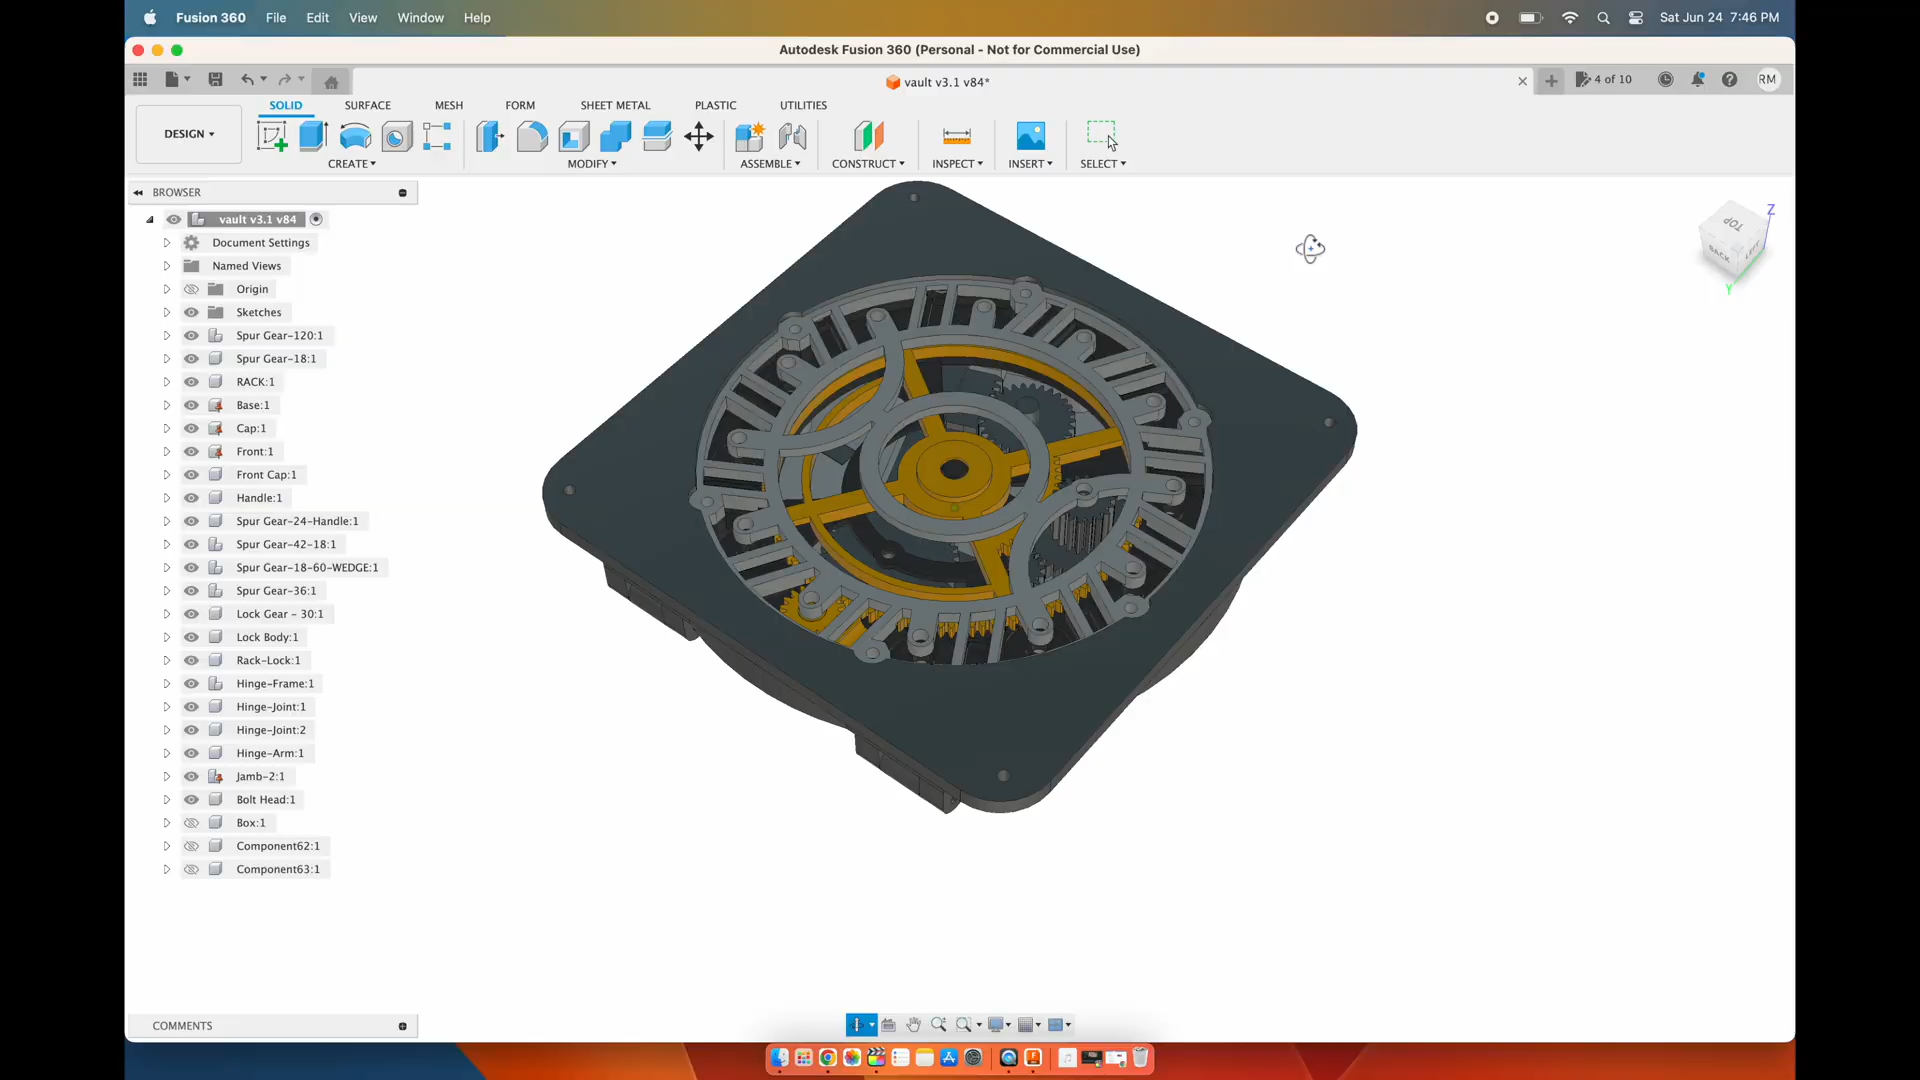 Fusion 360 File Edit View Window Help Sat Jun 24 7:46 PM
Autodesk Fusion 360 (Personal - Not for Commercial Use)
vault v3.1 v84* 4 of 10 RM
SOLID SURFACE MESH FORM SHEET METAL PLASTIC UTILITIES
DESIGN
CREATE MODIFY ASSEMBLE CONSTRUCT INSPECT INSERT SELECT
BROWSER
vault v3.1 v84
Document Settings
Named Views
Origin
Sketches
Spur Gear-120:1
Spur Gear-18:1
RACK:1
Base:1
Cap:1
Front:1
Front Cap:1
Handle:1
Spur Gear-24-Handle:1
Spur Gear-42-18:1
Spur Gear-18-60-WEDGE:1
Spur Gear-36:1
Lock Gear - 30:1
Lock Body:1
Rack-Lock:1
Hinge-Frame:1
Hinge-Joint:1
Hinge-Joint:2
Hinge-Arm:1
Jamb-2:1
Bolt Head:1
Box:1
Component62:1
Component63:1
Z
TOP
BACK LEFT
Y
COMMENTS